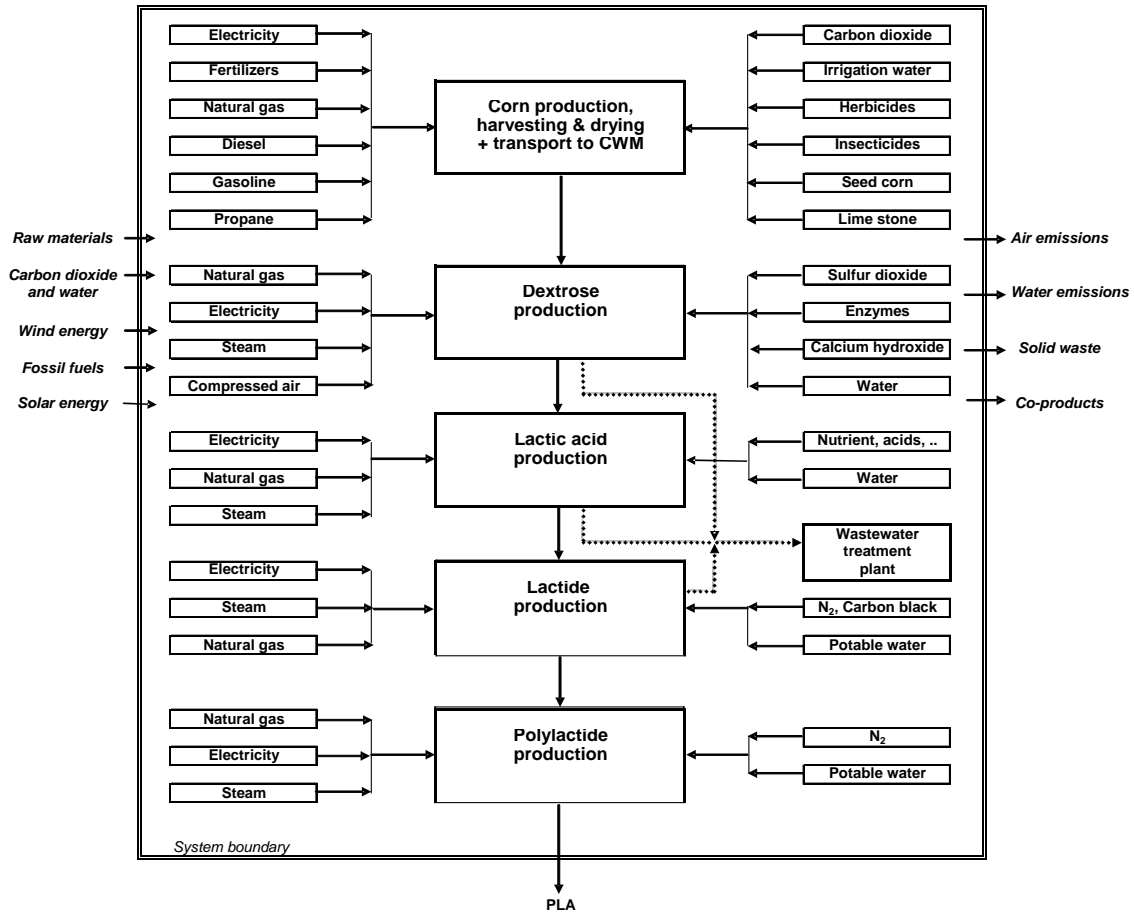 Electricity
Fertilizers
Natural gas
Diesel
Gasoline
Propane
Corn production,
harvesting & drying
+ transport to CWM
Carbon dioxide
Irrigation water
Herbicides
Insecticides
Seed corn
Lime stone
Raw materials
Carbon dioxide
and water
Wind energy
Fossil fuels
Solar energy
Air emissions
Water emissions
Solid waste
Co-products
Natural gas
Electricity
Steam
Compressed air
Dextrose
production
Sulfur dioxide
Enzymes
Calcium hydroxide
Water
Electricity
Natural gas
Steam
Lactic acid
production
Nutrient, acids, ..
Water
Wastewater
treatment
plant
Electricity
Steam
Natural gas
Lactide
production
N₂, Carbon black
Potable water
Natural gas
Electricity
Steam
Polylactide
production
N₂
Potable water
System boundary
PLA